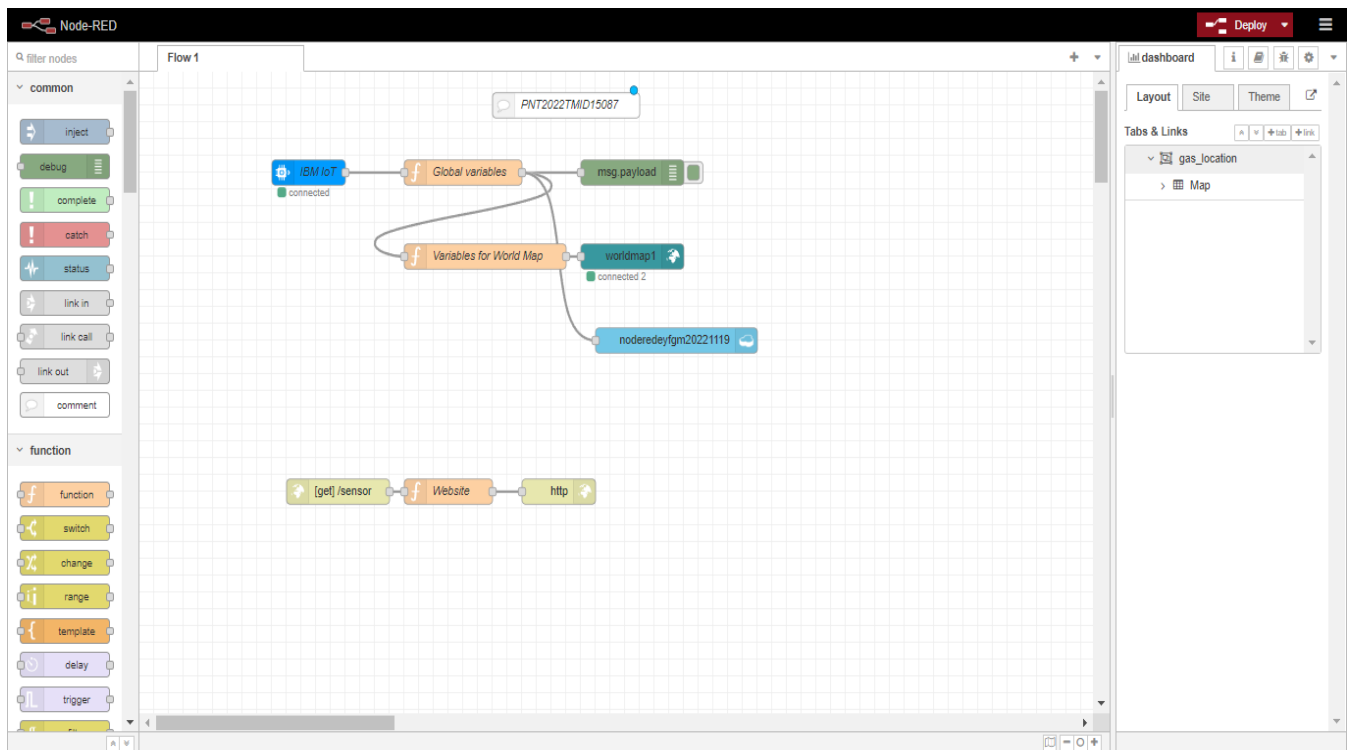 Node-RED
Deploy
filter nodes
common
inject
debug
complete
catch
status
link in
link call
link out
comment
function
function
switch
change
range
template
delay
trigger
Flow 1
PNT2022TMID15087
IBM IoT
connected
Global variables
msg.payload
Variables for World Map
worldmap1
connected 2
noderedeyfgm20221119
[get] /sensor
Website
http
dashboard
i
Layout
Site
Theme
Tabs & Links
+tab
+link
gas_location
Map